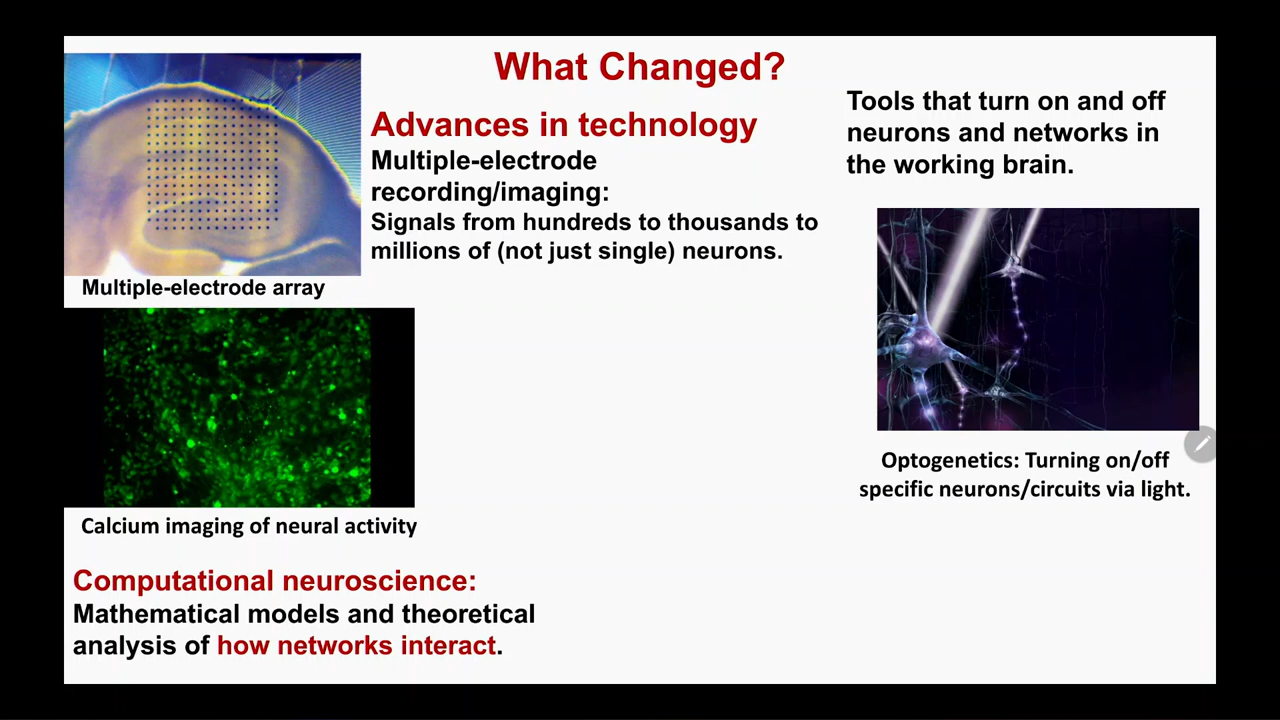 What Changed?
Advances in technology
Multiple-electrode
recording/imaging:
Signals from hundreds to thousands to
millions of (not just single) neurons.
Multiple-electrode array
Calcium imaging of neural activity
Computational neuroscience:
Mathematical models and theoretical
analysis of how networks interact.
Tools that turn on and off
neurons and networks in
the working brain.
Optogenetics: Turning on/off
specific neurons/circuits via light.